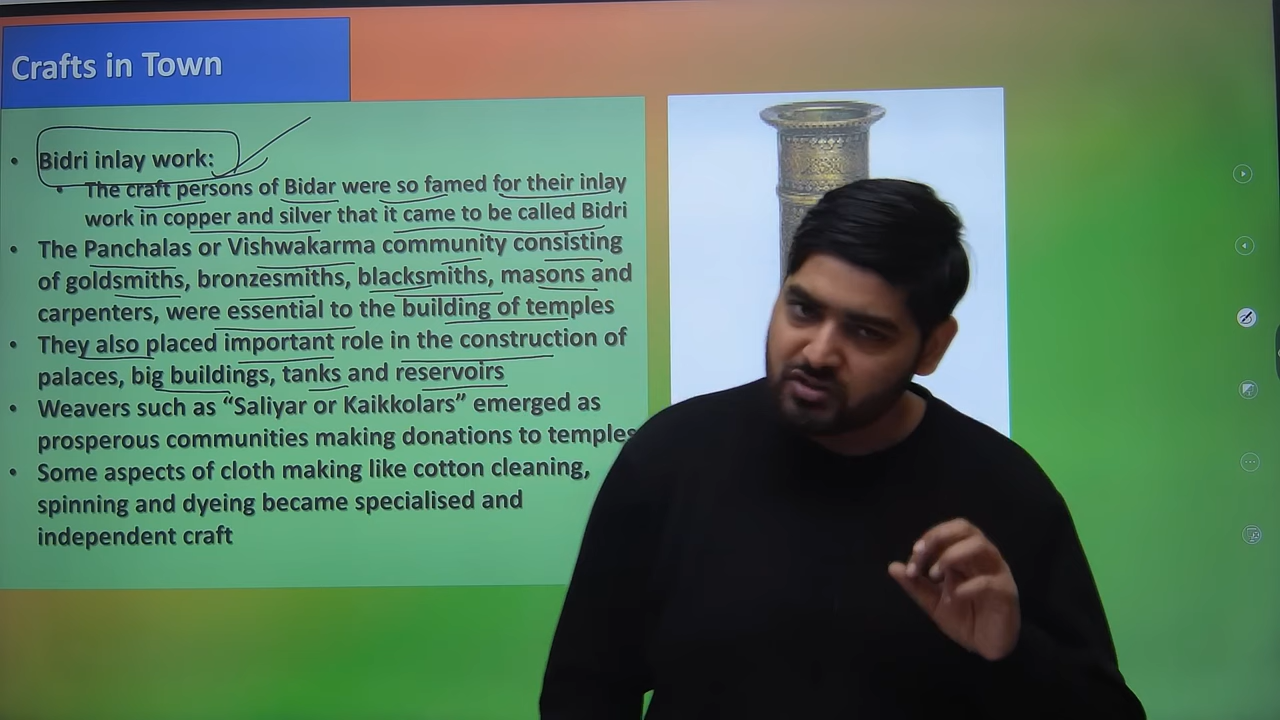 Crafts in Town
• Bidri inlay work:
• The craft persons of Bidar were so famed for their inlay
work in copper and silver that it came to be called Bidri
• The Panchalas or Vishwakarma community consisting
of goldsmiths, bronzesmiths, blacksmiths, masons and
carpenters, were essential to the building of temples
• They also placed important role in the construction of
palaces, big buildings, tanks and reservoirs
• Weavers such as “Saliyar or Kaikkolars” emerged as
prosperous communities making donations to temples
• Some aspects of cloth making like cotton cleaning,
spinning and dyeing became specialised and
independent craft